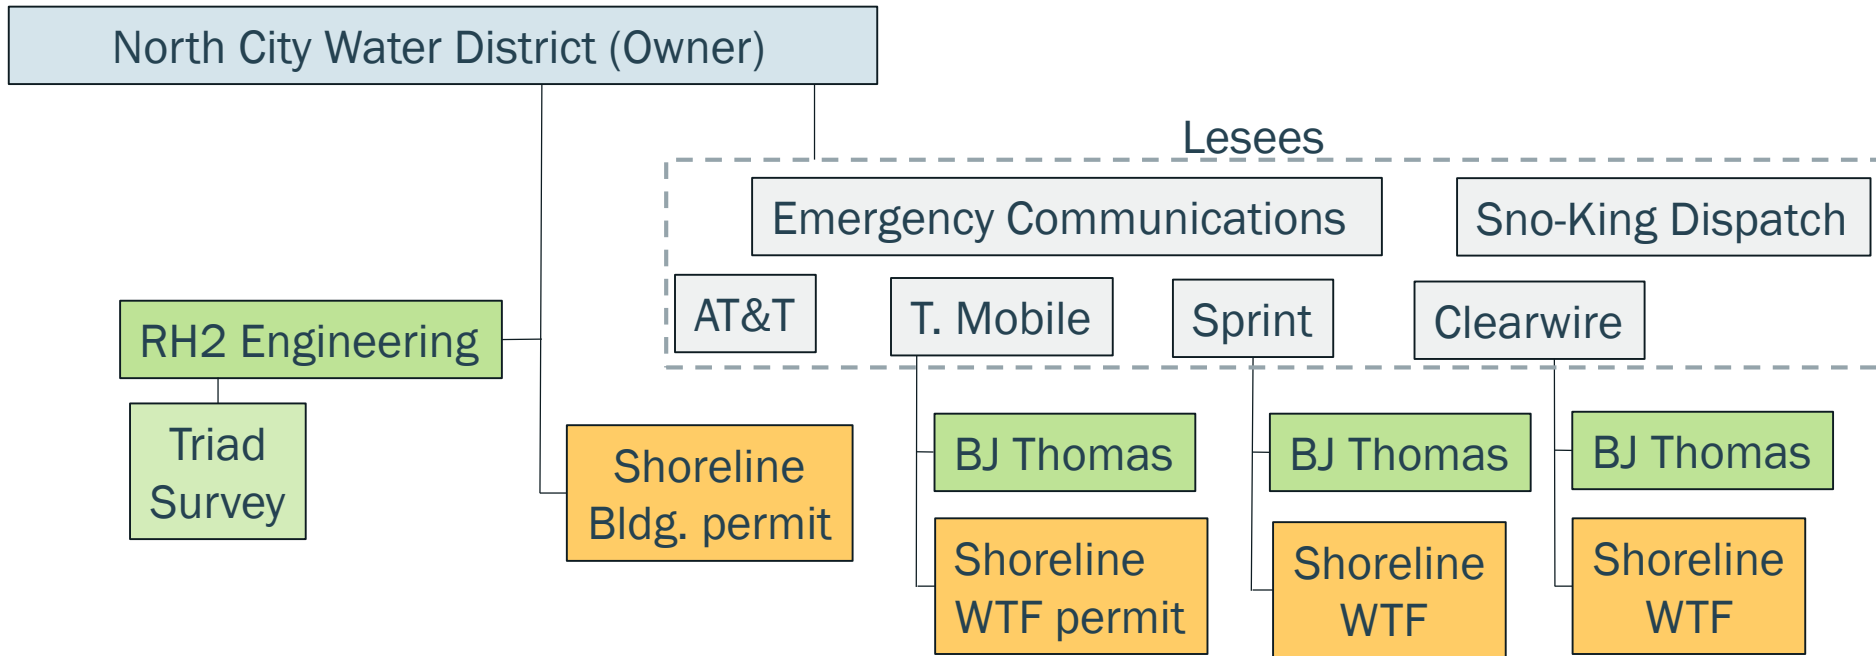 North City Water District (Owner)
Lesees
Emergency Communications
Sno-King Dispatch
AT&T
T. Mobile
Sprint
Clearwire
RH2 Engineering
Triad
Survey
Shoreline
Bldg. permit
BJ Thomas
BJ Thomas
BJ Thomas
Shoreline
WTF permit
Shoreline
WTF
Shoreline
WTF